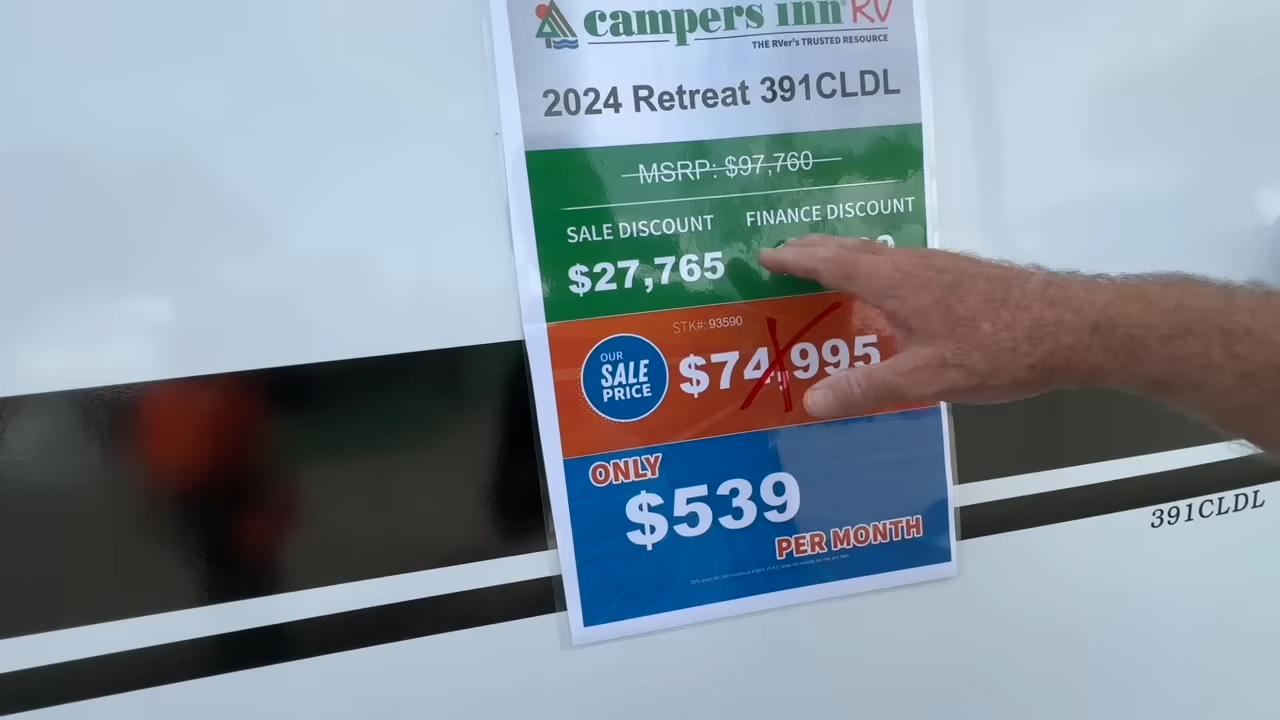 campers inn RV
THE RVer's TRUSTED RESOURCE
2024 Retreat 391CLDL
MSRP: $97,760
SALE DISCOUNT FINANCE DISCOUNT
$27,765
STK#: 93590
OUR SALE PRICE $74,995
ONLY
$539
PER MONTH
391CLDL